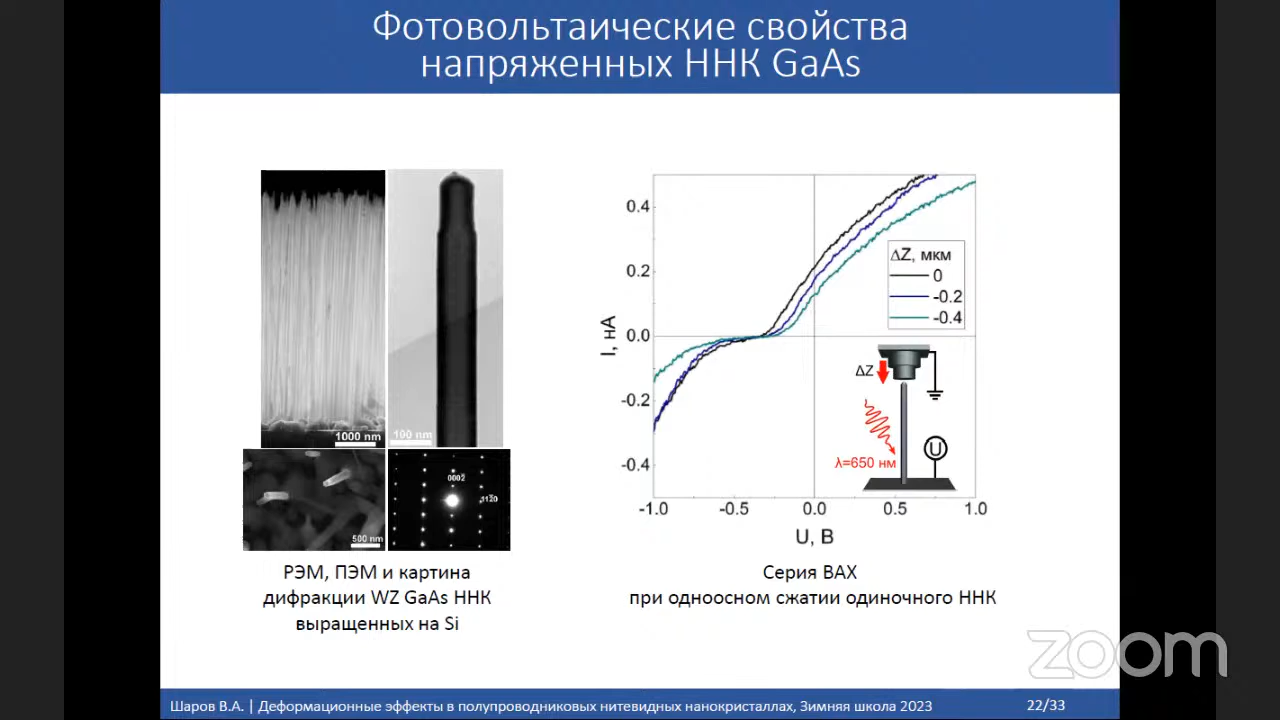 Фотовольтаические свойства
напряженных ННК GaAs
1000 nm
100 nm
500 nm
0002̄
112̄0
РЭМ, ПЭМ и картина
дифракции WZ GaAs ННК
выращенных на Si
I, нА
0.4
0.2
0.0
-0.2
-0.4
-1.0 -0.5 0.0 0.5 1.0
U, В
ΔZ, мкм
0
-0.2
-0.4
ΔZ
λ=650 нм
U
Серия ВАХ
при одноосном сжатии одиночного ННК
zoom
Шаров В.А. | Деформационные эффекты в полупроводниковых нитевидных нанокристаллах, Зимняя школа 2023
22/33